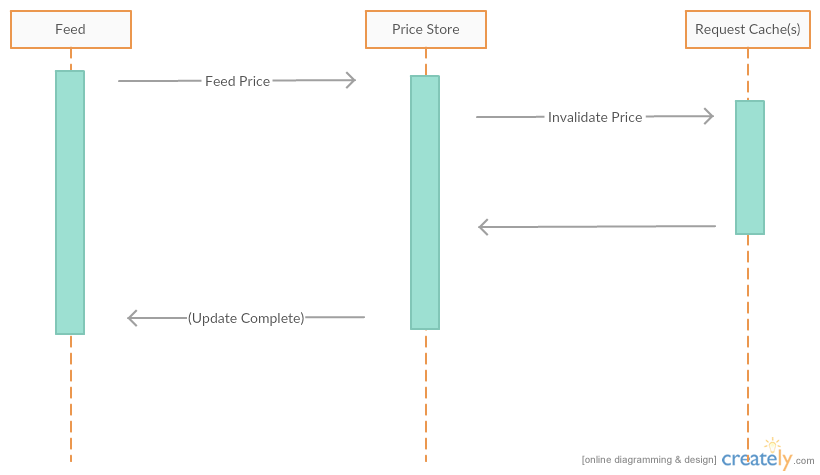 Feed
Price Store
Request Cache(s)
Feed Price
Invalidate Price
(Update Complete)
[online diagramming & design] creately.com